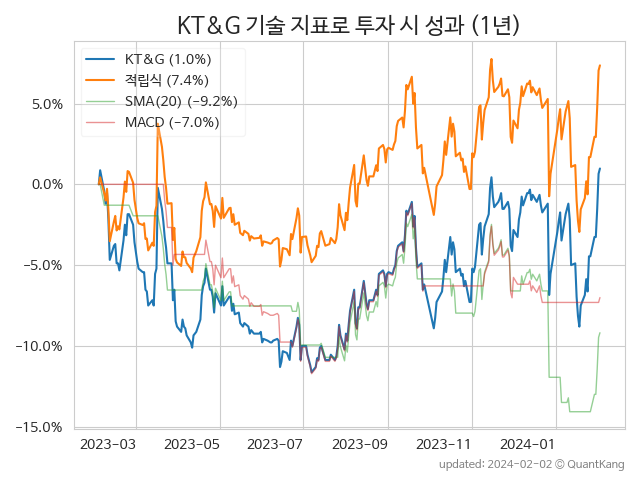 KT&G 기술 지표로 투자 시 성과 (1년)
KT&G (1.0%)
적립식 (7.4%)
SMA(20) (−9.2%)
MACD (−7.0%)
5.0%
0.0%
−5.0%
−10.0%
−15.0%
2023-03 2023-05 2023-07 2023-09 2023-11 2024-01
updated: 2024-02-02 © QuantKang